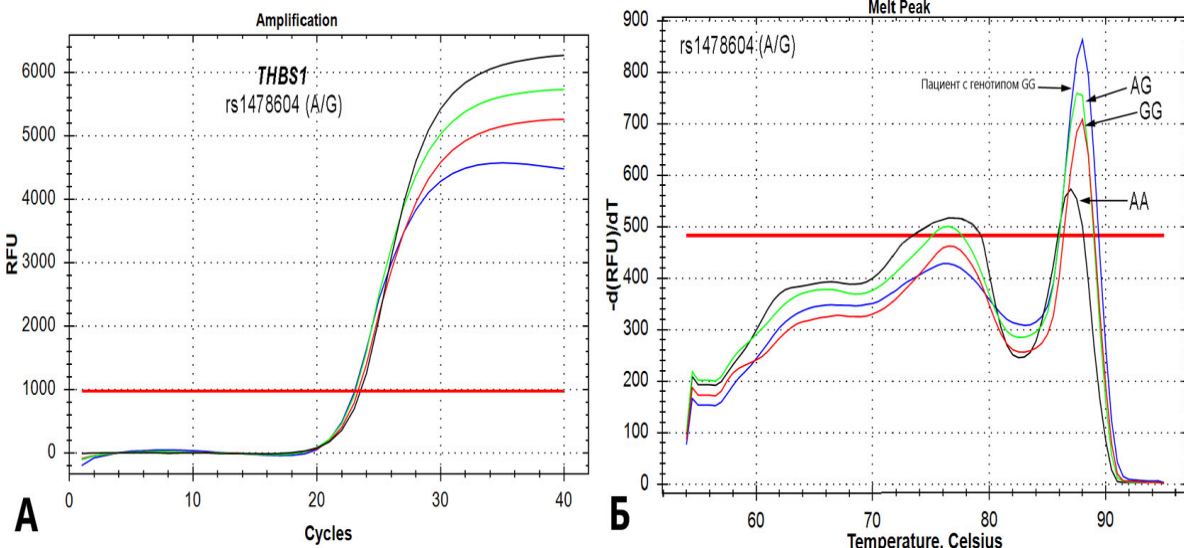 Amplification
THBS1
rs1478604 (A/G)
RFU
6000
5000
4000
3000
2000
1000
0
0 10 20 30 40
Cycles
А
Melt Peak
rs1478604 (A/G)
Пациент с генотипом GG
AG
GG
AA
-d(RFU)/dT
900
800
700
600
500
400
300
200
100
0
60 70 80 90
Temperature, Celsius
Б